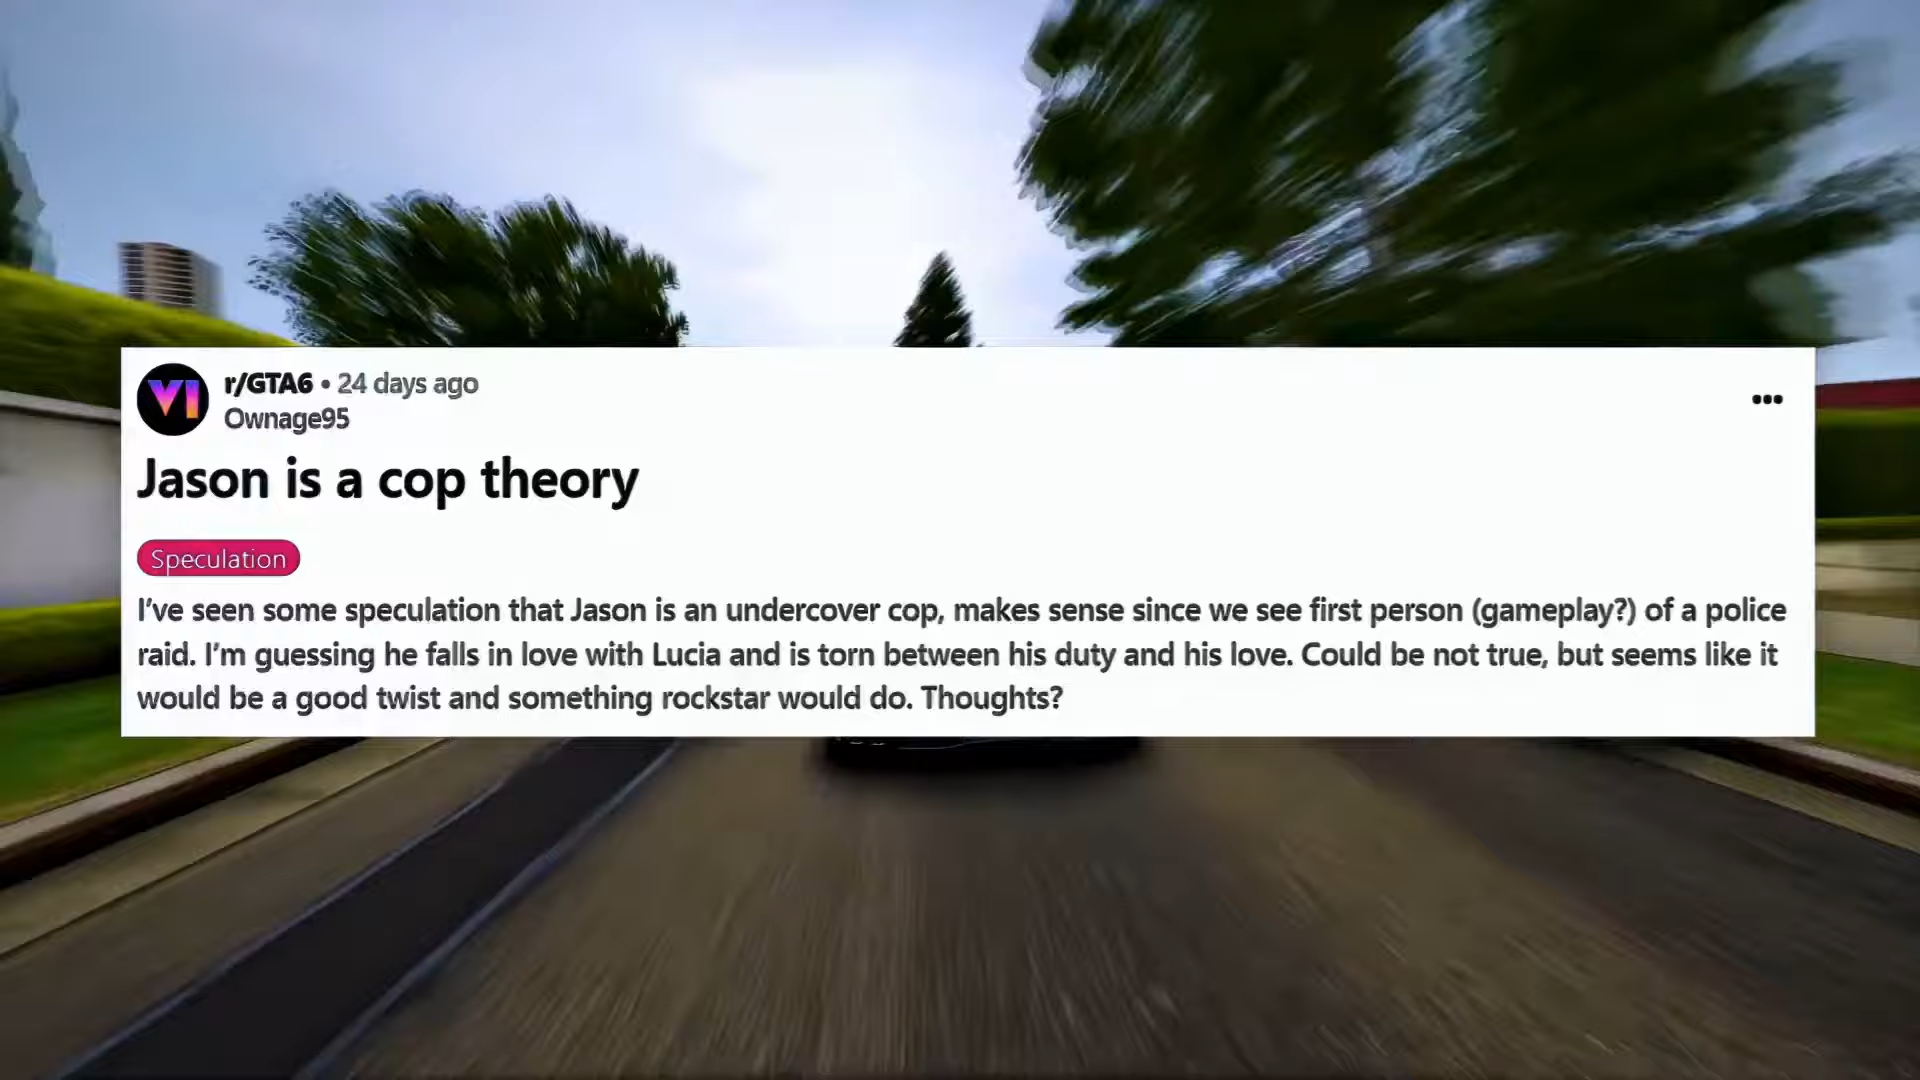 VI
r/GTA6 • 24 days ago
Ownage95
Jason is a cop theory
Speculation
I've seen some speculation that Jason is an undercover cop, makes sense since we see first person (gameplay?) of a police
raid. I'm guessing he falls in love with Lucia and is torn between his duty and his love. Could be not true, but seems like it
would be a good twist and something rockstar would do. Thoughts?